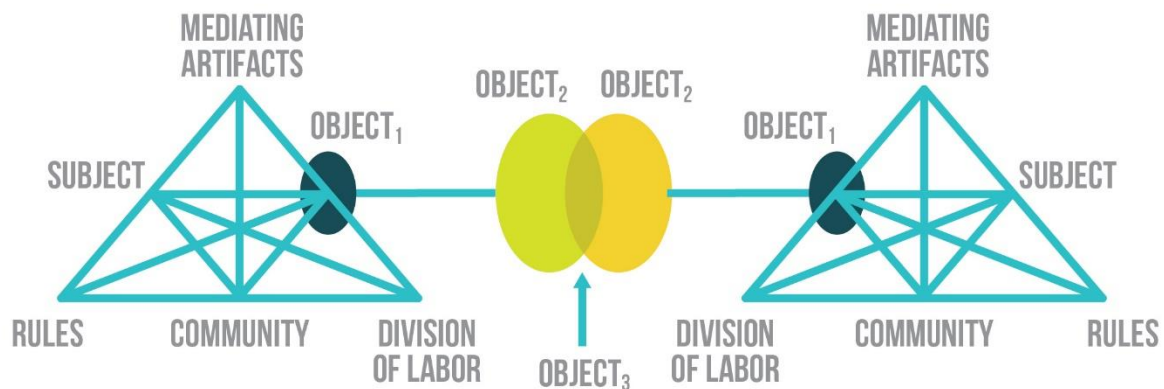 MEDIATING
ARTIFACTS
MEDIATING
ARTIFACTS
OBJECT₂
OBJECT₂
OBJECT₁
OBJECT₁
SUBJECT
SUBJECT
RULES
COMMUNITY
DIVISION
OF LABOR
OBJECT₃
DIVISION
OF LABOR
COMMUNITY
RULES